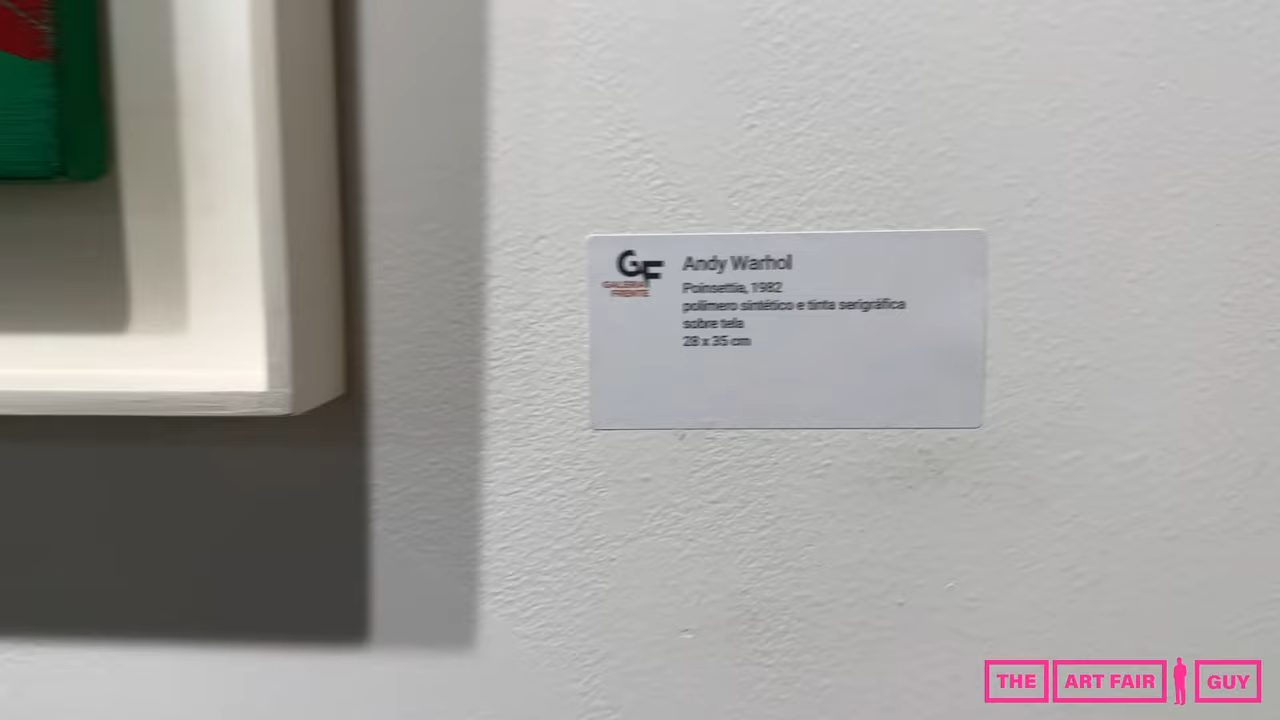 GF
GALERIA
FRENTE
Andy Warhol
Poinsettia, 1982
polímero sintético e tinta serigráfica
sobre tela
28 x 35 cm
THE ART FAIR GUY